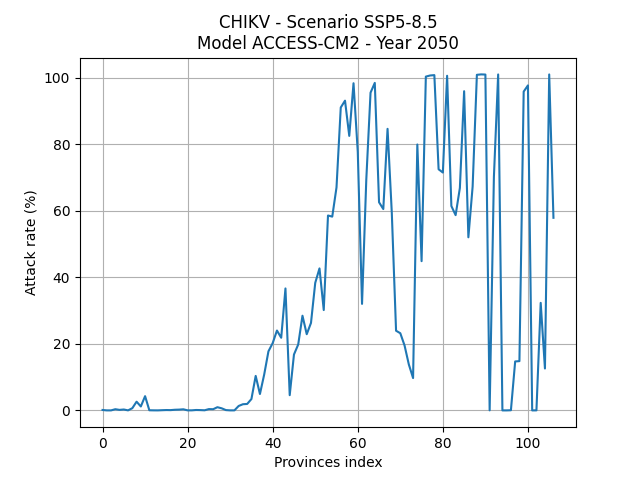 CHIKV - Scenario SSP5-8.5
Model ACCESS-CM2 - Year 2050
100
80
60
40
20
0
Attack rate (%)
0 20 40 60 80 100
Provinces index